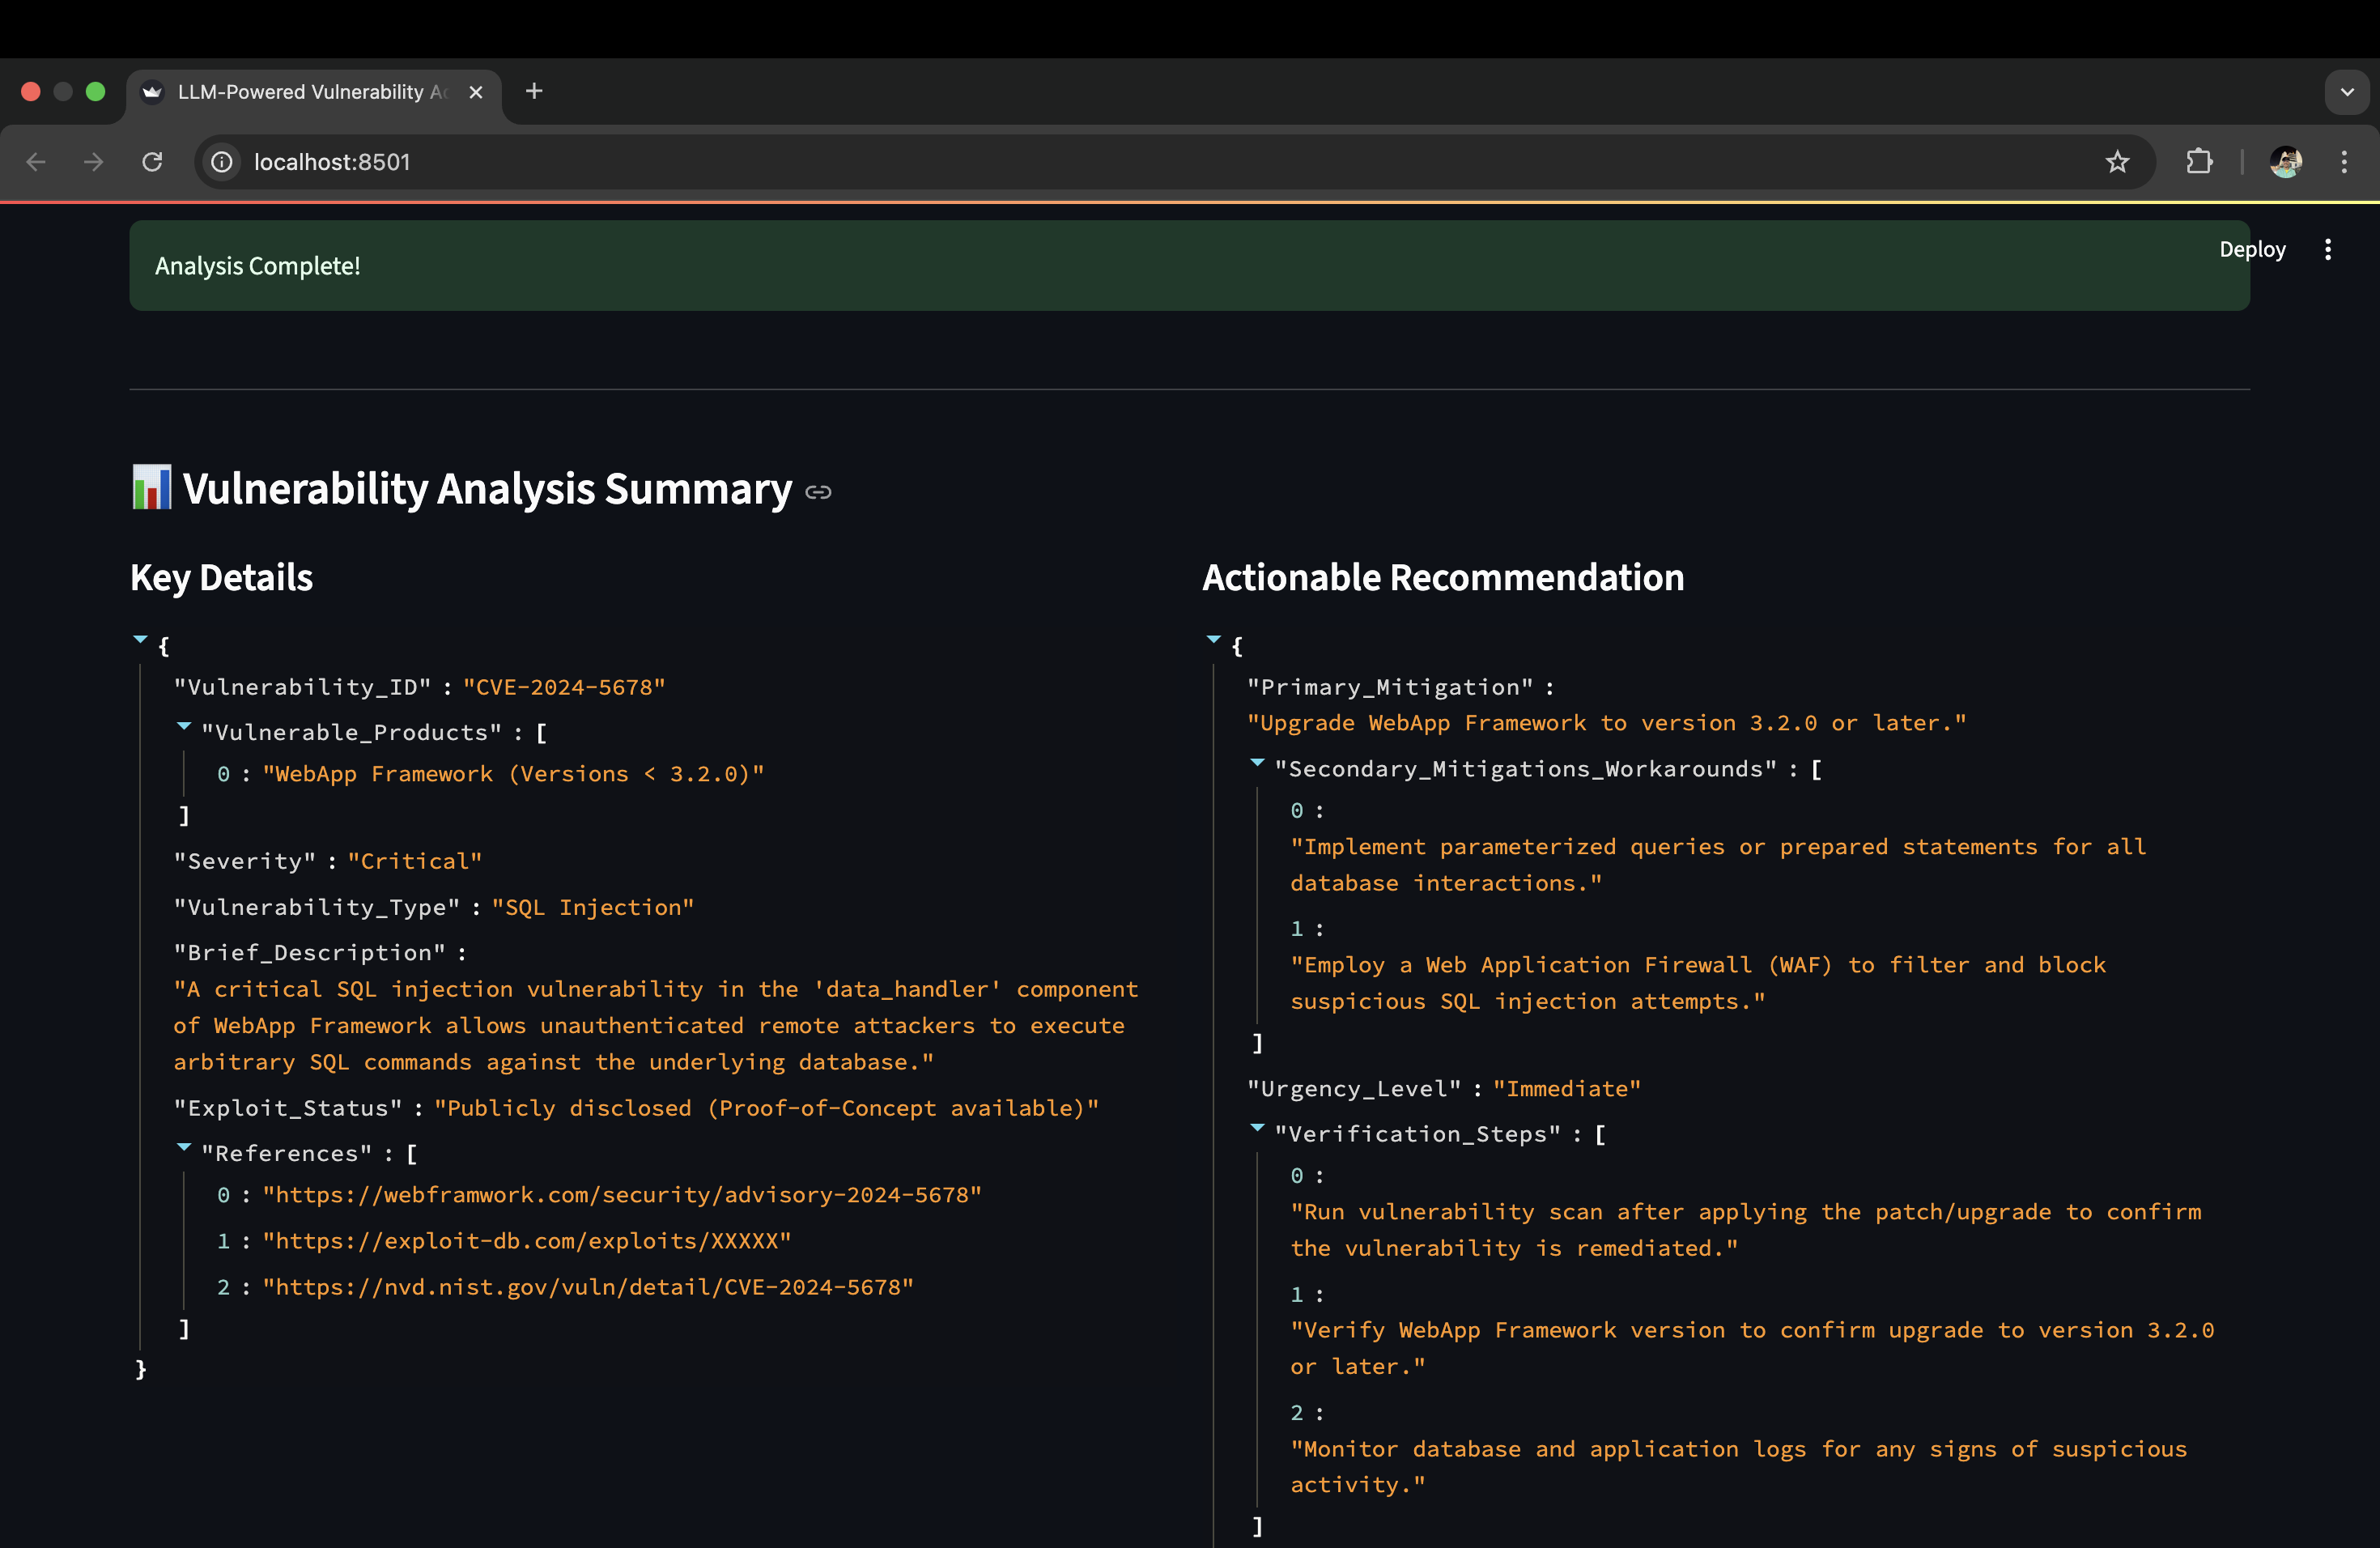 LLM-Powered Vulnerability Ac
localhost:8501
Analysis Complete!
Deploy
Vulnerability Analysis Summary
Key Details
{
"Vulnerability_ID" : "CVE-2024-5678"
"Vulnerable_Products" : [
0 : "WebApp Framework (Versions < 3.2.0)"
]
"Severity" : "Critical"
"Vulnerability_Type" : "SQL Injection"
"Brief_Description" :
"A critical SQL injection vulnerability in the 'data_handler' component
of WebApp Framework allows unauthenticated remote attackers to execute
arbitrary SQL commands against the underlying database."
"Exploit_Status" : "Publicly disclosed (Proof-of-Concept available)"
"References" : [
0 : "https://webframwork.com/security/advisory-2024-5678"
1 : "https://exploit-db.com/exploits/XXXXX"
2 : "https://nvd.nist.gov/vuln/detail/CVE-2024-5678"
]
}
Actionable Recommendation
{
"Primary_Mitigation" :
"Upgrade WebApp Framework to version 3.2.0 or later."
"Secondary_Mitigations_Workarounds" : [
0 :
"Implement parameterized queries or prepared statements for all
database interactions."
1 :
"Employ a Web Application Firewall (WAF) to filter and block
suspicious SQL injection attempts."
]
"Urgency_Level" : "Immediate"
"Verification_Steps" : [
0 :
"Run vulnerability scan after applying the patch/upgrade to confirm
the vulnerability is remediated."
1 :
"Verify WebApp Framework version to confirm upgrade to version 3.2.0
or later."
2 :
"Monitor database and application logs for any signs of suspicious
activity."
]